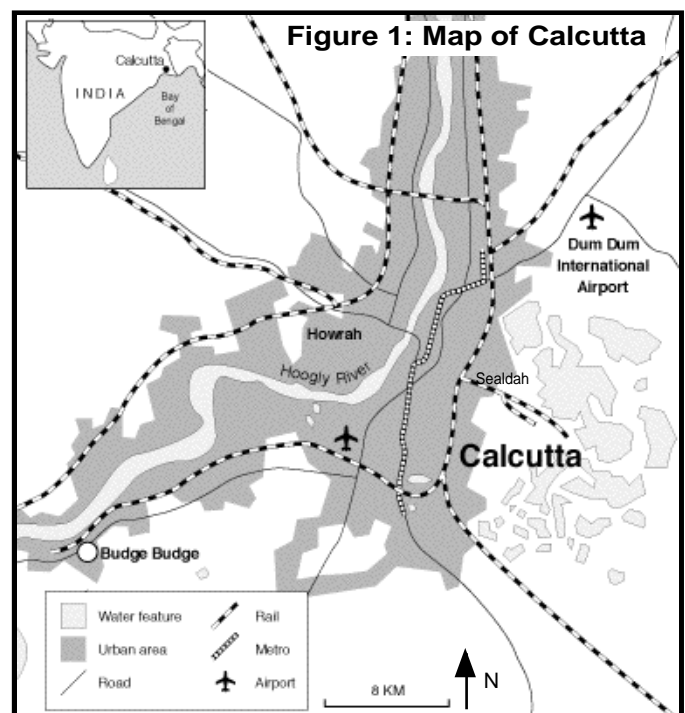 Figure 1: Map of Calcutta
Calcutta
INDIA
Bay
of
Bengal
Dum Dum
International
Airport
Howrah
Hoogly River
Sealdah
Calcutta
Budge Budge
Water feature
Urban area
Road
Rail
Metro
Airport
8 KM
N